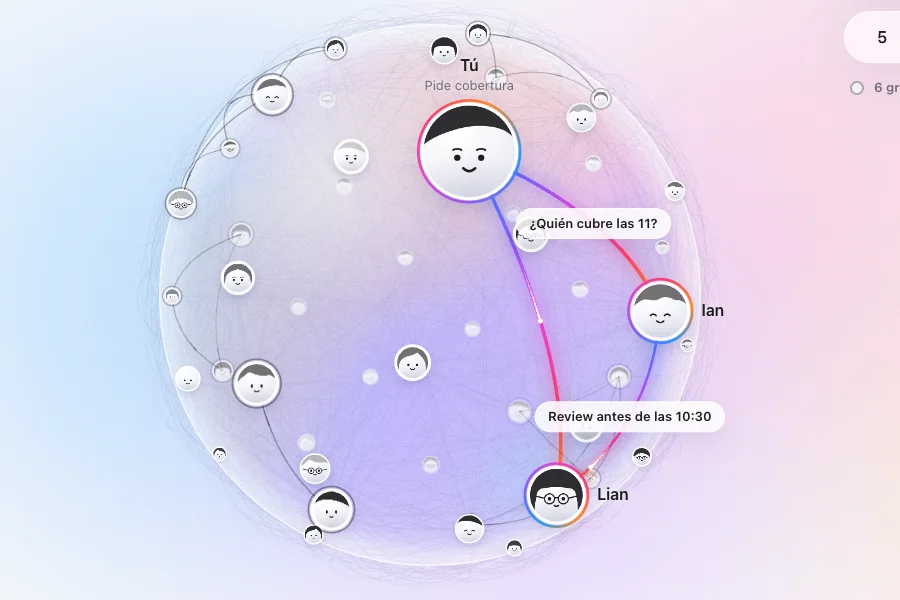 5
Tú
Pide cobertura
6 gr
¿Quién cubre las 11?
Ian
Review antes de las 10:30
Lian